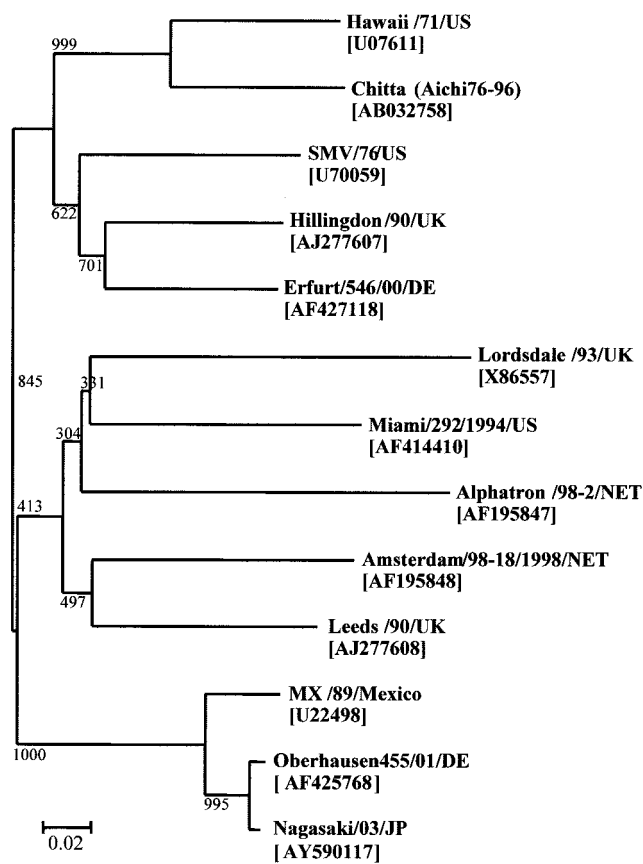 999
Hawaii /71/US
[U07611]
Chitta (Aichi76-96)
[AB032758]
SMV/76/US
[U70059]
622
Hillingdon/90/UK
[AJ277607]
701
Erfurt/546/00/DE
[AF427118]
Lordsdale /93/UK
[X86557]
845
331
Miami/292/1994/US
[AF414410]
304
Alphatron /98-2/NET
[AF195847]
413
Amsterdam/98-18/1998/NET
[AF195848]
497
Leeds /90/UK
[AJ277608]
MX /89/Mexico
[U22498]
1000
Oberhausen455/01/DE
[ AF425768]
995
Nagasaki/03/JP
[ AY590117]
0.02